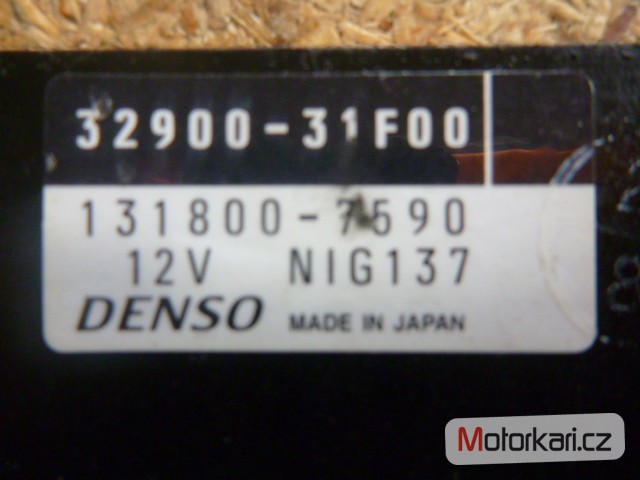 32900-31F00
131800-7590
12V NIG137
DENSO MADE IN JAPAN
Motorkari.cz